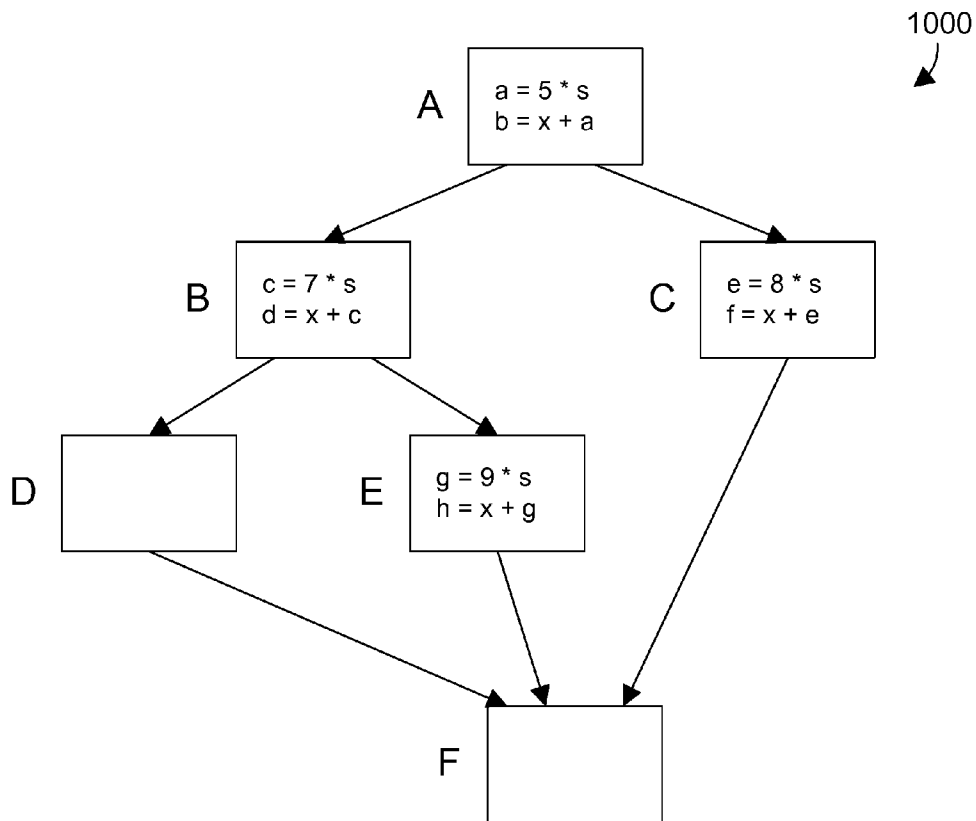 1000
A
a = 5 * s
b = x + a
B
c = 7 * s
d = x + c
C
e = 8 * s
f = x + e
D
E
g = 9 * s
h = x + g
F